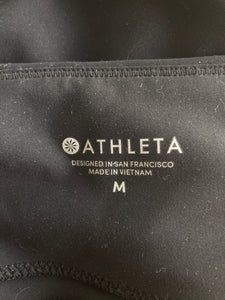 ATHLETA
DESIGNED IN SAN FRANCISCO
MADE IN VIETNAM
M